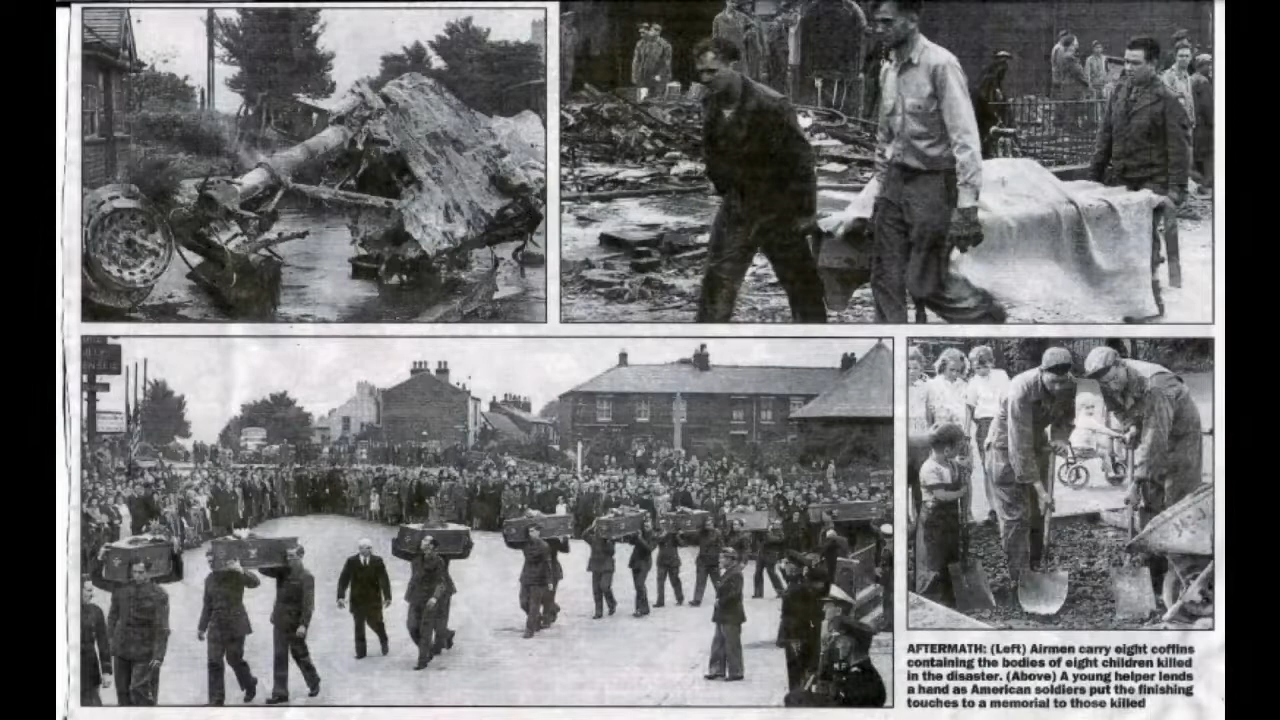 AFTERMATH: (Left) Airmen carry eight coffins
containing the bodies of eight children killed
in the disaster. (Above) A young helper lends
a hand as American soldiers put the finishing
touches to a memorial to those killed